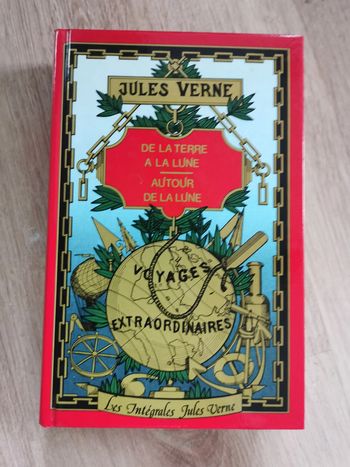 JULES VERNE
DE LA TERRE
A LA LUNE
AUTOUR
DE LA LUNE
VOYAGES
EXTRAORDINAIRES
Les Intégrales Jules Verne